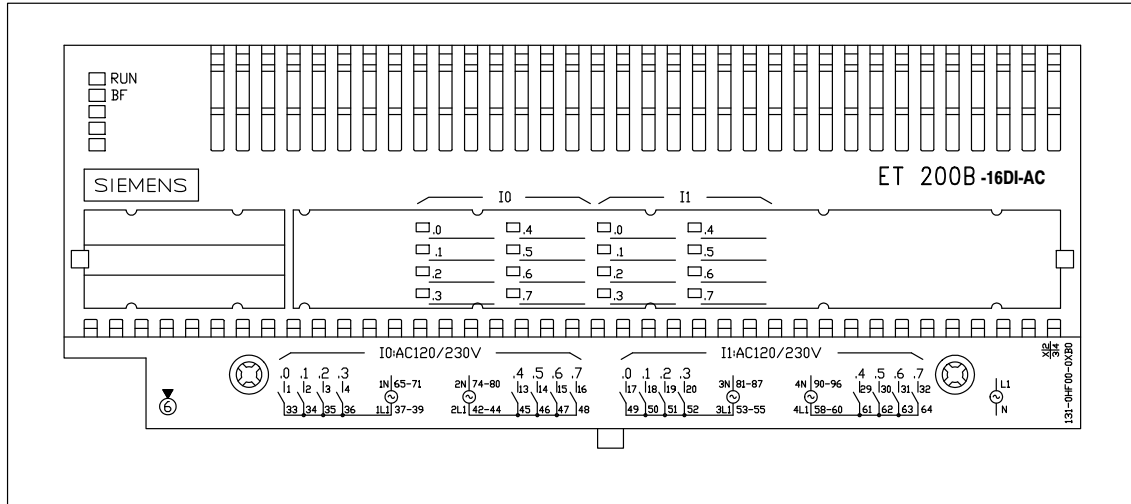 RUN
BF
SIEMENS
ET 200B -16DI-AC
I0 I1
.0 .4 .0 .4
.1 .5 .1 .5
.2 .6 .2 .6
.3 .7 .3 .7
I0:AC120/230V I1:AC120/230V
.0 .1 .2 .3 .4 .5 .6 .7 .0 .1 .2 .3 .4 .5 .6 .7
1 2 3 4 1N 65-71 2N 74-80 13 14 15 16 17 18 19 20 3N 81-87 4N 90-96 29 30 31 32 L1
33 34 35 36 1L1 37-39 2L1 42-44 45 46 47 48 49 50 51 52 3L1 53-55 4L1 58-60 61 62 63 64 N
6
X12
314
131-0HF00-0XB0